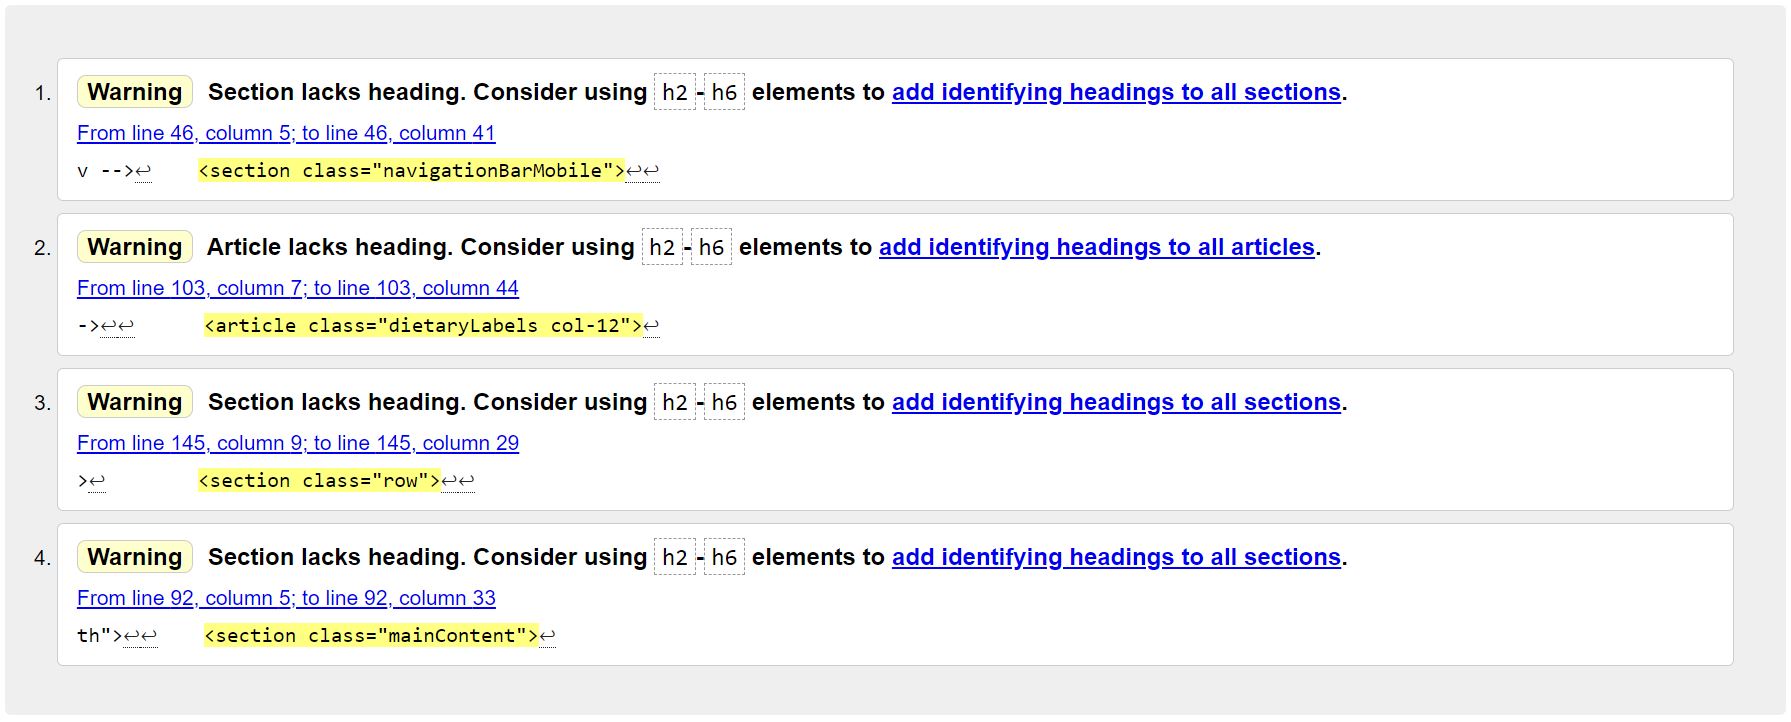 1. Warning Section lacks heading. Consider using h2-h6 elements to add identifying headings to all sections.
From line 46, column 5; to line 46, column 41
v -->↩ <section class="navigationBarMobile">↩↩
2. Warning Article lacks heading. Consider using h2-h6 elements to add identifying headings to all articles.
From line 103, column 7; to line 103, column 44
->↩↩ <article class="dietaryLabels col-12">↩
3. Warning Section lacks heading. Consider using h2-h6 elements to add identifying headings to all sections.
From line 145, column 9; to line 145, column 29
>↩ <section class="row">↩↩
4. Warning Section lacks heading. Consider using h2-h6 elements to add identifying headings to all sections.
From line 92, column 5; to line 92, column 33
th">↩↩ <section class="mainContent">↩